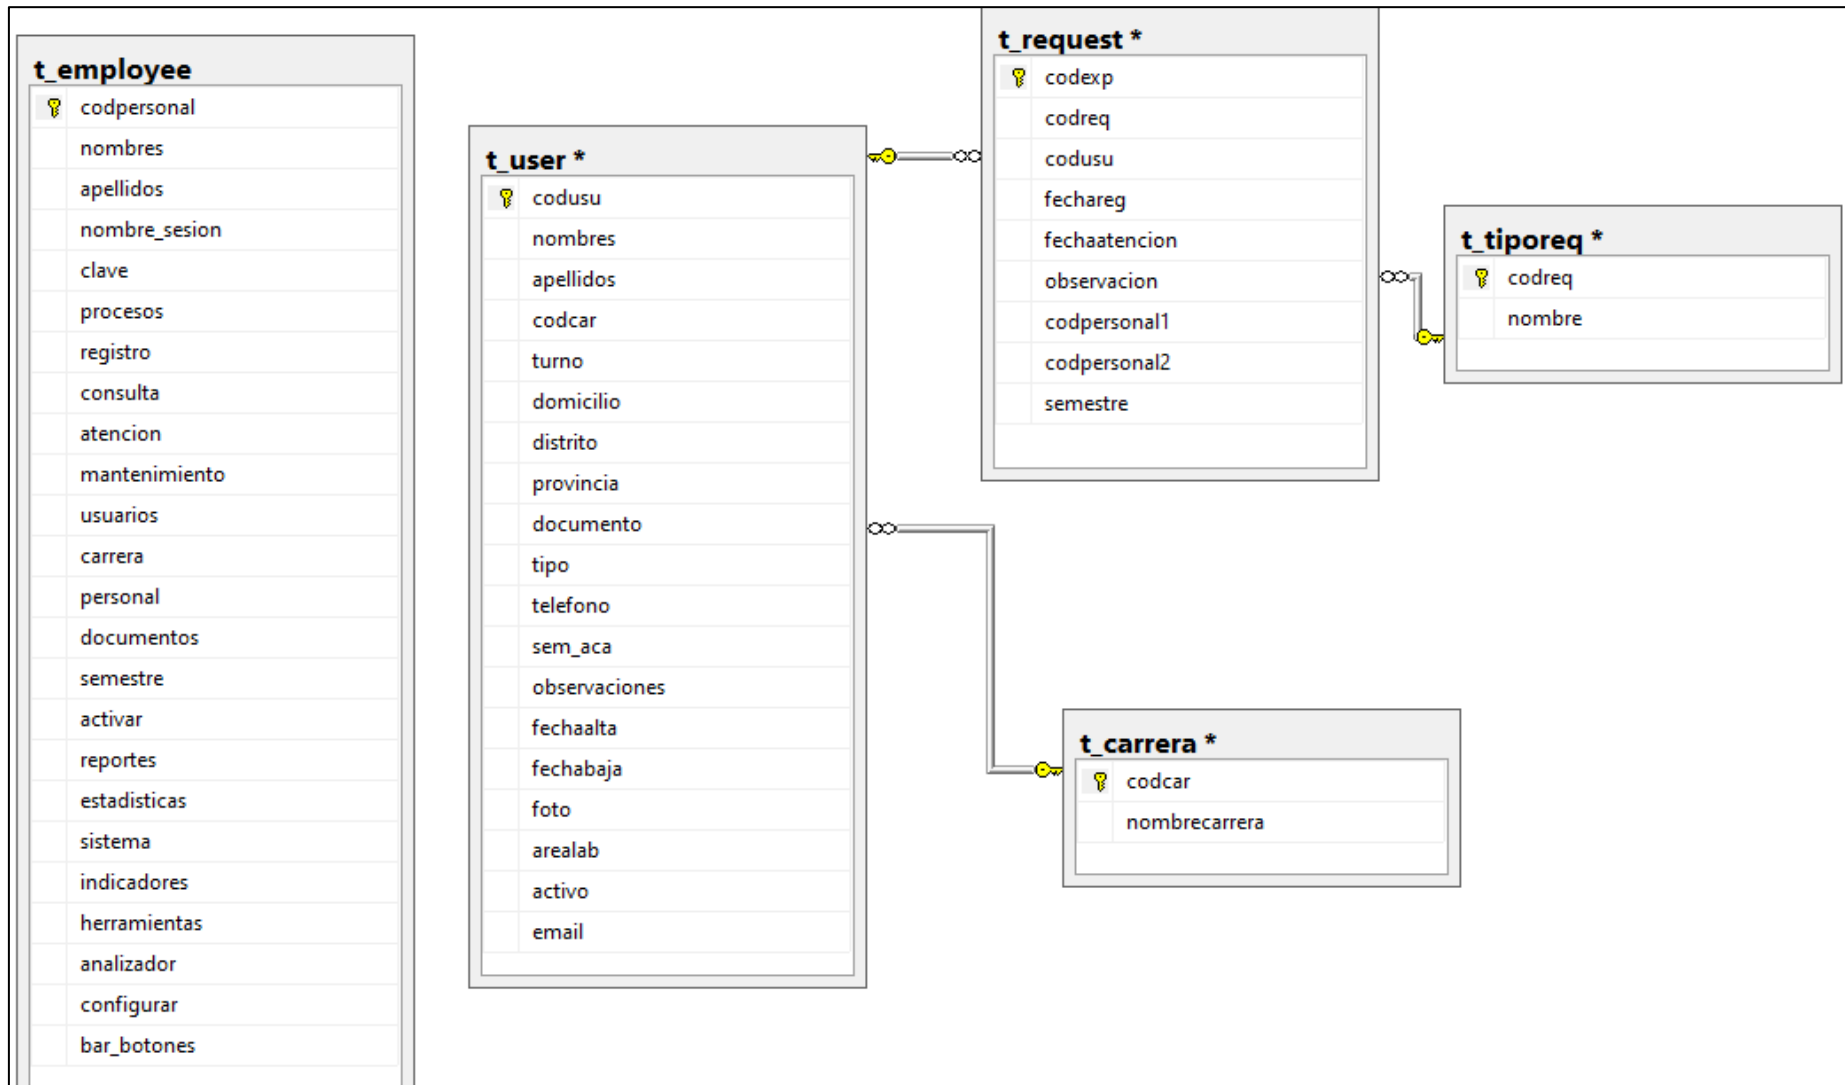 t_employee
codpersonal
nombres
apellidos
nombre_sesion
clave
procesos
registro
consulta
atencion
mantenimiento
usuarios
carrera
personal
documentos
semestre
activar
reportes
estadisticas
sistema
indicadores
herramientas
analizador
configurar
bar_botones
t_user *
codusu
nombres
apellidos
codcar
turno
domicilio
distrito
provincia
documento
tipo
telefono
sem_aca
observaciones
fechaalta
fechabaja
foto
arealab
activo
email
t_request *
codexp
codreq
codusu
fechareg
fechaatencion
observacion
codpersonal1
codpersonal2
semestre
t_tiporeq *
codreq
nombre
t_carrera *
codcar
nombrecarrera